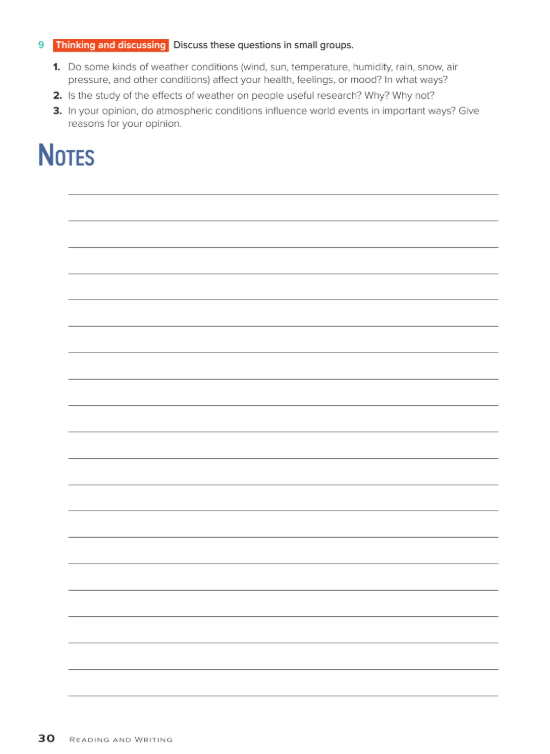 9 Thinking and discussing Discuss these questions in small groups.
1. Do some kinds of weather conditions (wind, sun, temperature, humidity, rain, snow, air
pressure, and other conditions) affect your health, feelings, or mood? In what ways?
2. Is the study of the effects of weather on people useful research? Why? Why not?
3. In your opinion, do atmospheric conditions influence world events in important ways? Give
reasons for your opinion.
NOTES
30 READING AND WRITING